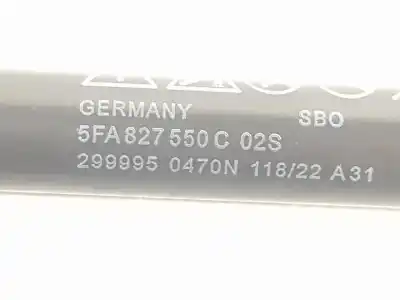 GERMANY SBO
5FA 827 550 C 02S
299995 0470N 118/22 A31